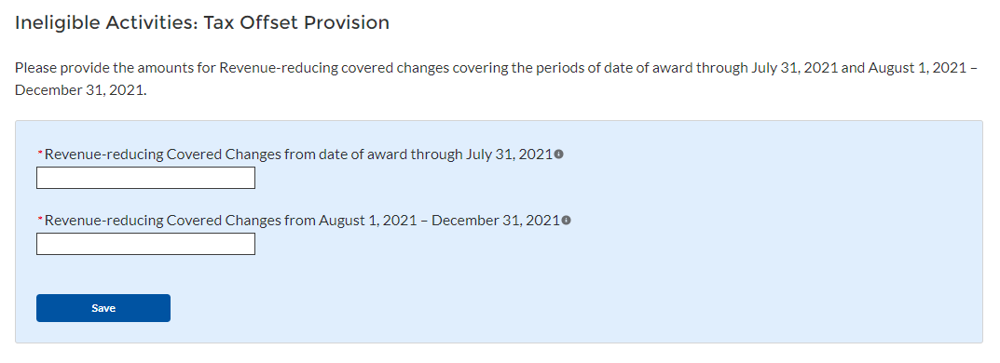 Ineligible Activities: Tax Offset Provision
Please provide the amounts for Revenue-reducing covered changes covering the periods of date of award through July 31, 2021 and August 1, 2021 –
December 31, 2021.
*Revenue-reducing Covered Changes from date of award through July 31, 2021
*Revenue-reducing Covered Changes from August 1, 2021 – December 31, 2021
Save